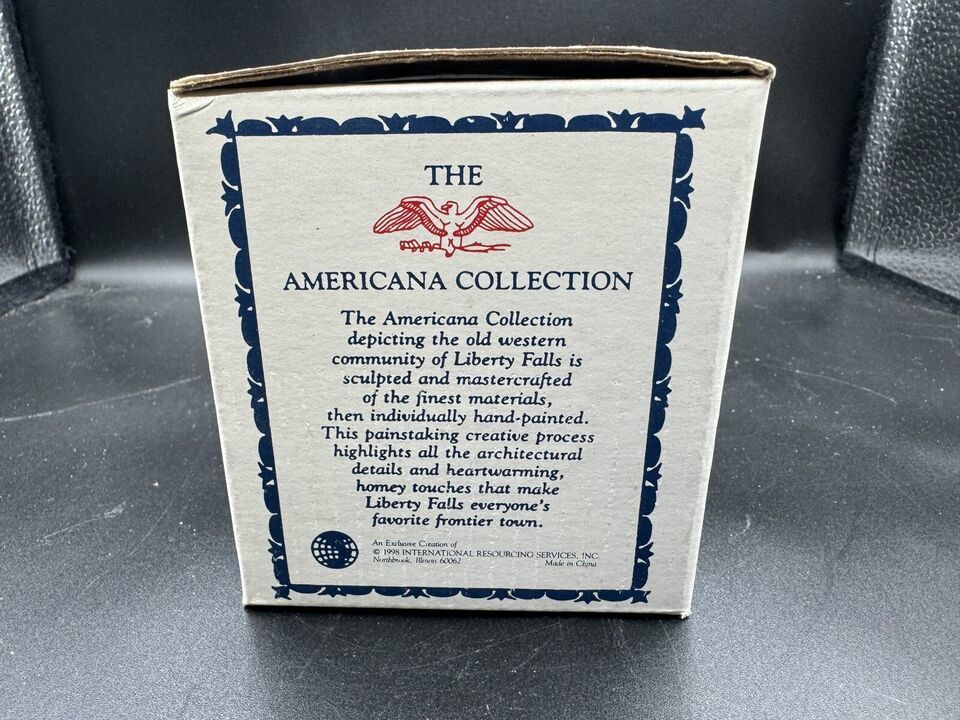 THE
AMERICANA COLLECTION
The Americana Collection
depicting the old western
community of Liberty Falls is
sculpted and mastercrafted
of the finest materials,
then individually hand-painted.
This painstaking creative process
highlights all the architectural
details and heartwarming,
homey touches that make
Liberty Falls everyone's
favorite frontier town.
An Exclusive Creation of
© 1998 INTERNATIONAL RESOURCING SERVICES, INC.
Northbrook, Illinois 60062 Made in China